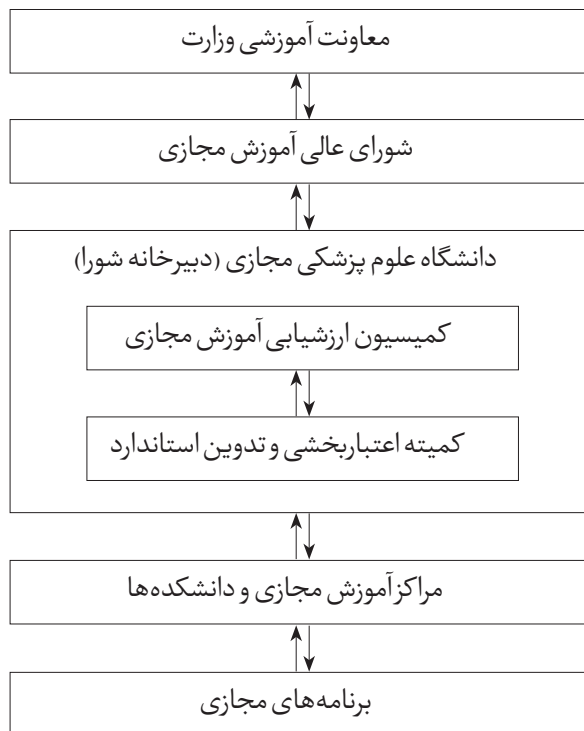 معاونت آموزشی وزارت
شورای عالی آموزش مجازی
دانشگاه علوم پزشکی مجازی (دبیرخانه شورا)
کمیسیون ارزشیابی آموزش مجازی
کمیته اعتباربخشی و تدوین استاندارد
مراکز آموزش مجازی و دانشکده‌ها
برنامه‌های مجازی